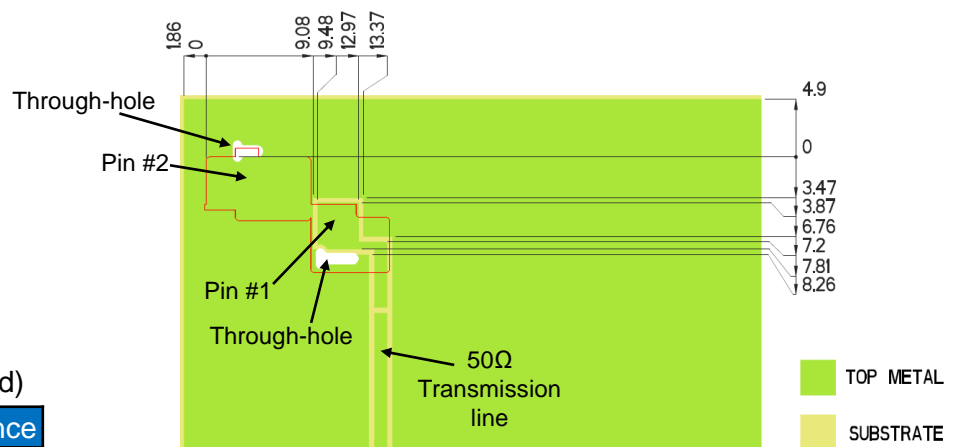 1.86
0
9.08
9.48
12.97
13.37
Through-hole
4.9
Pin #2
0
3.47
3.87
6.76
7.2
7.81
8.26
Pin #1
Through-hole
50Ω
Transmission
line
d)
nce
TOP METAL
SUBSTRATE